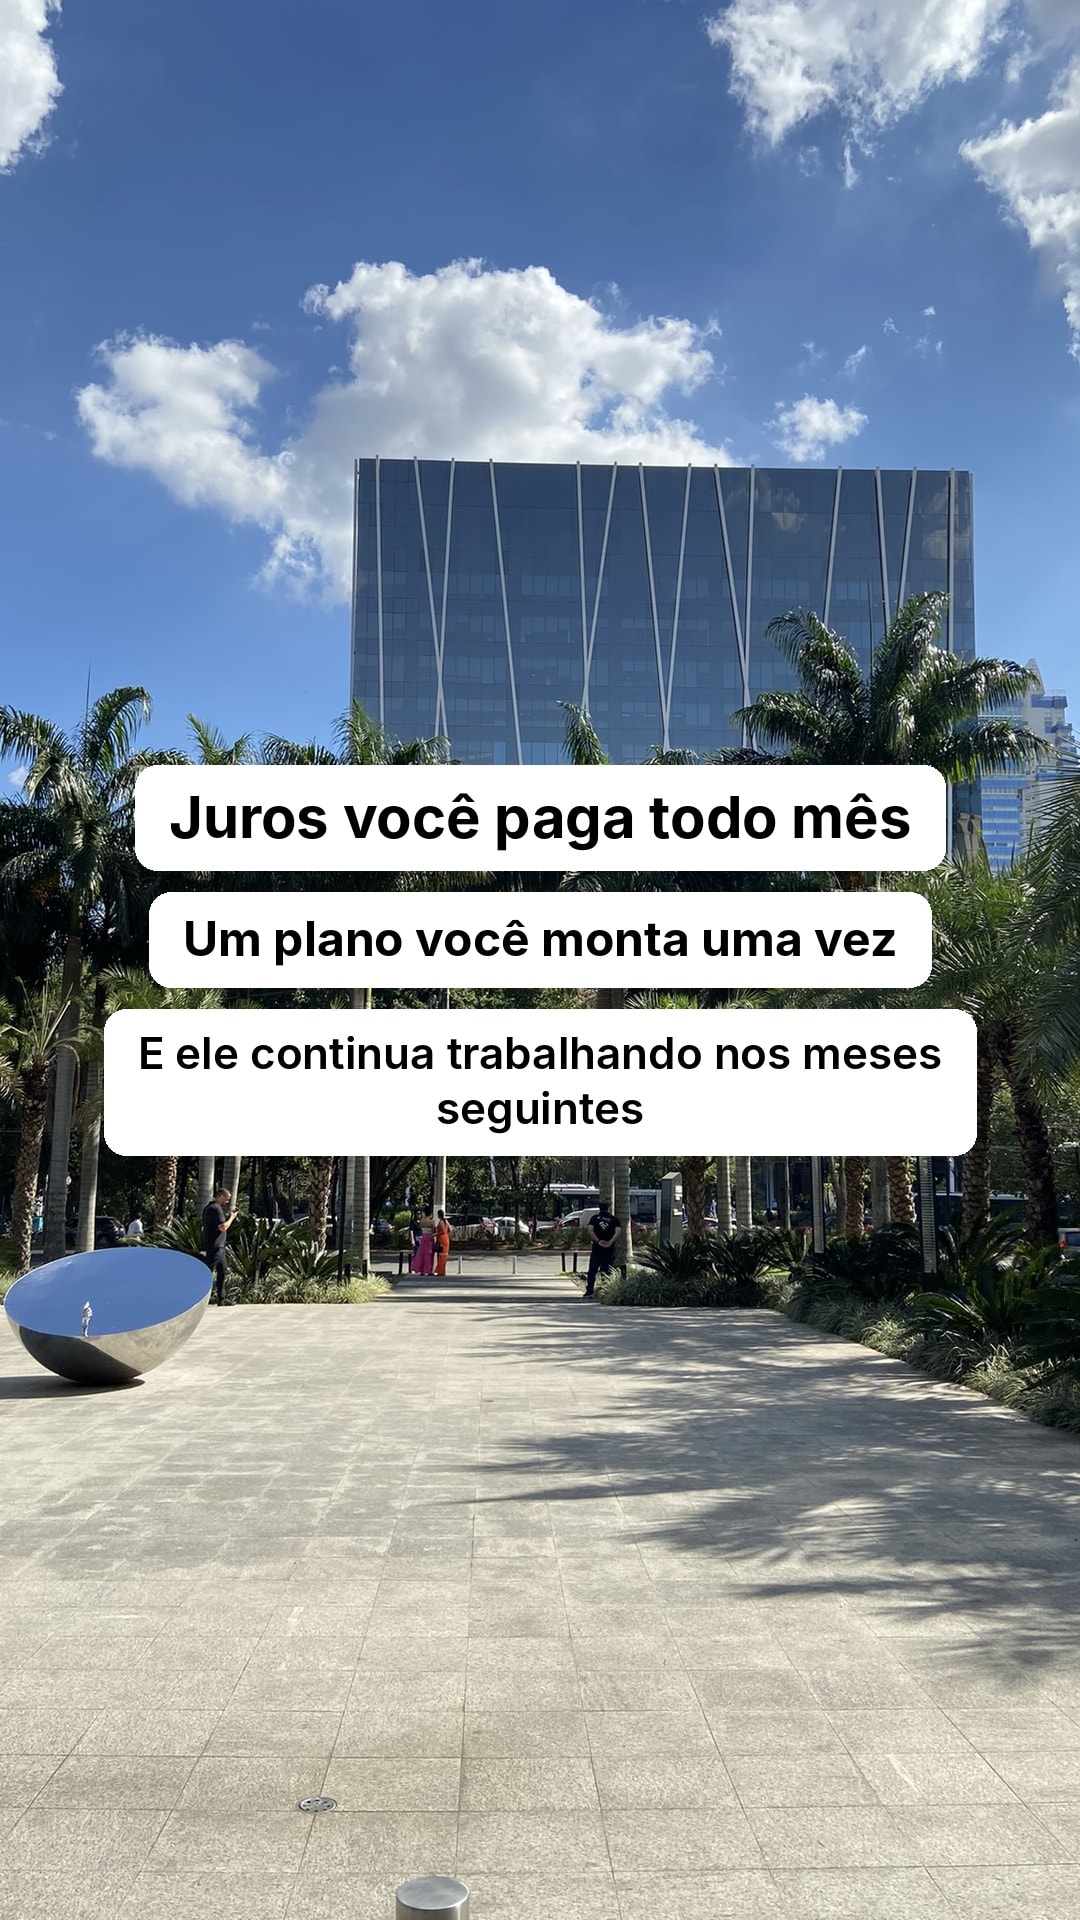 Juros você paga todo mês
Um plano você monta uma vez
E ele continua trabalhando nos meses
seguintes